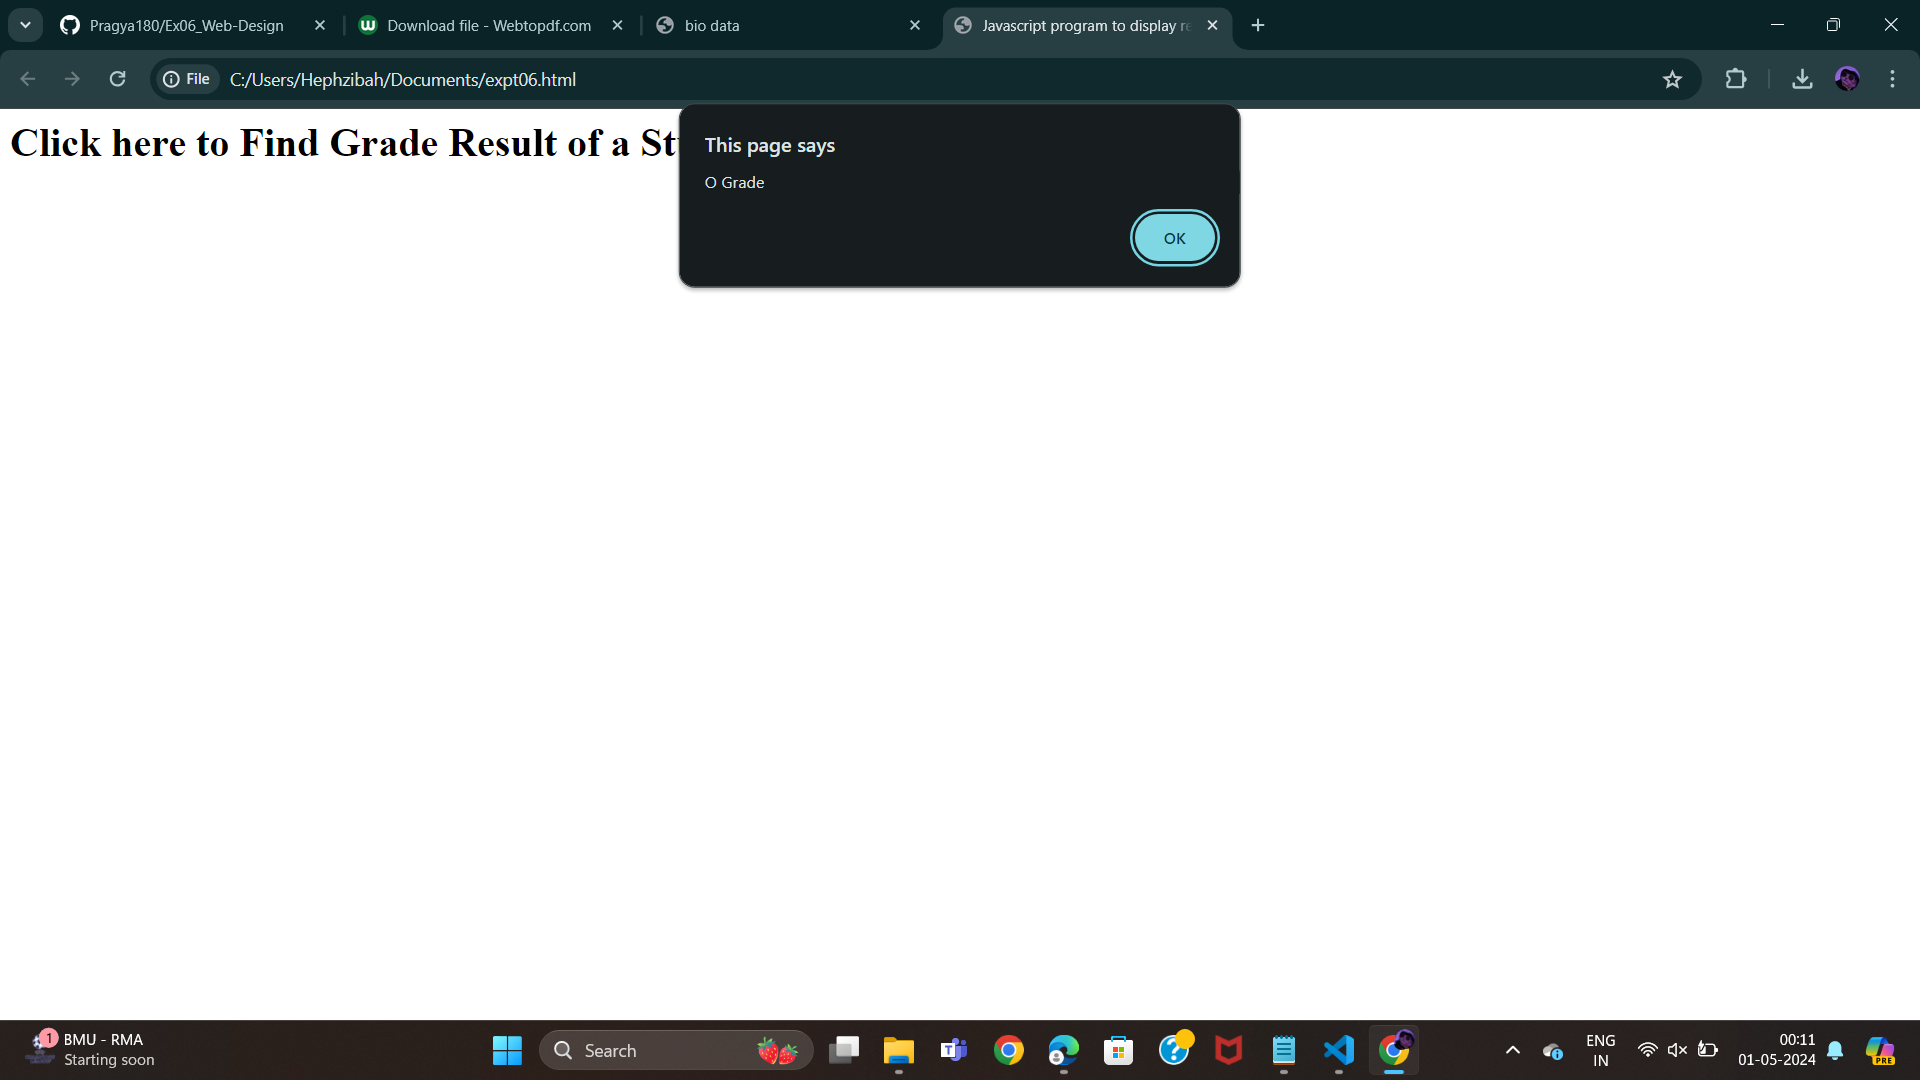 Pragya180/Ex06_Web-Design
Download file - Webtopdf.com
bio data
Javascript program to display
File
C:/Users/Hephzibah/Documents/expt06.html
Click here to Find Grade Result of a
This page says
O Grade
OK
1
BMU - RMA
Starting soon
Search
ENG
IN
00:11
01-05-2024
PRE